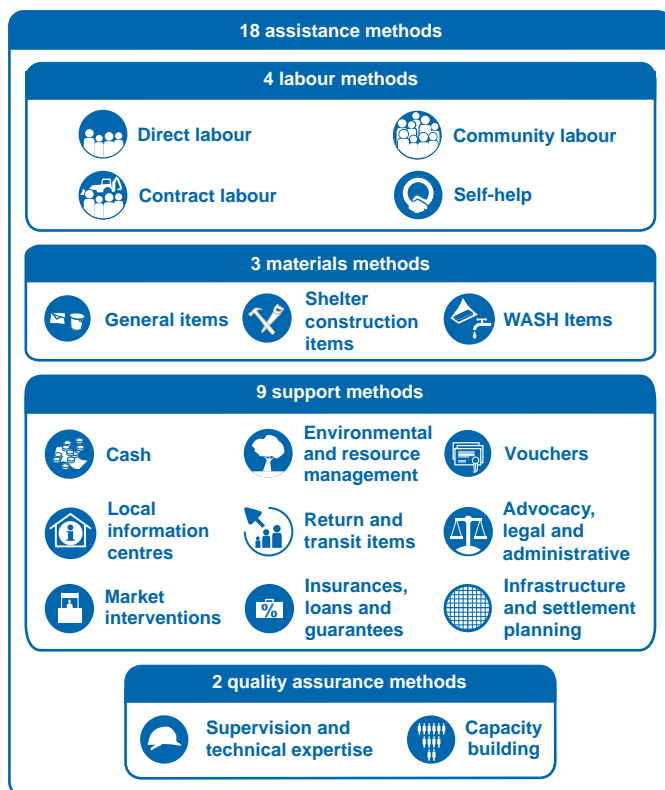 18 assistance methods
4 labour methods
Direct labour
Community labour
Contract labour
Self-help
3 materials methods
General items
Shelter
construction
items
WASH Items
9 support methods
Cash
Environmental
and resource
management
Vouchers
Local
information
centres
Return and
transit items
Advocacy,
legal and
administrative
Market
interventions
%
Insurances,
loans and
guarantees
Infrastructure
and settlement
planning
2 quality assurance methods
Supervision and
technical expertise
Capacity
building